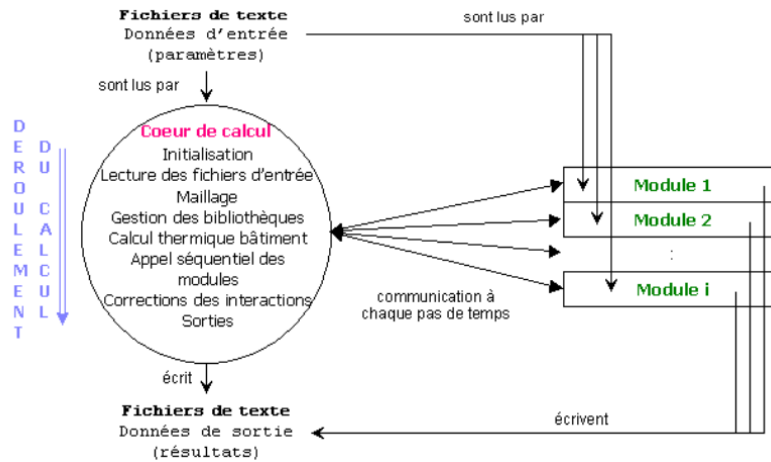 Fichiers de texte
Données d'entrée
(paramètres)
sont lus par
sont lus par
DEROULEMENT
DU CALCUL
Coeur de calcul
Initialisation
Lecture des fichiers d'entrée
Maillage
Gestion des bibliothèques
Calcul thermique bâtiment
Appel séquentiel des
modules
Corrections des interactions
Sorties
Module 1
Module 2
:
Module i
communication à
chaque pas de temps
écrit
Fichiers de texte
Données de sortie
(résultats)
écrivent